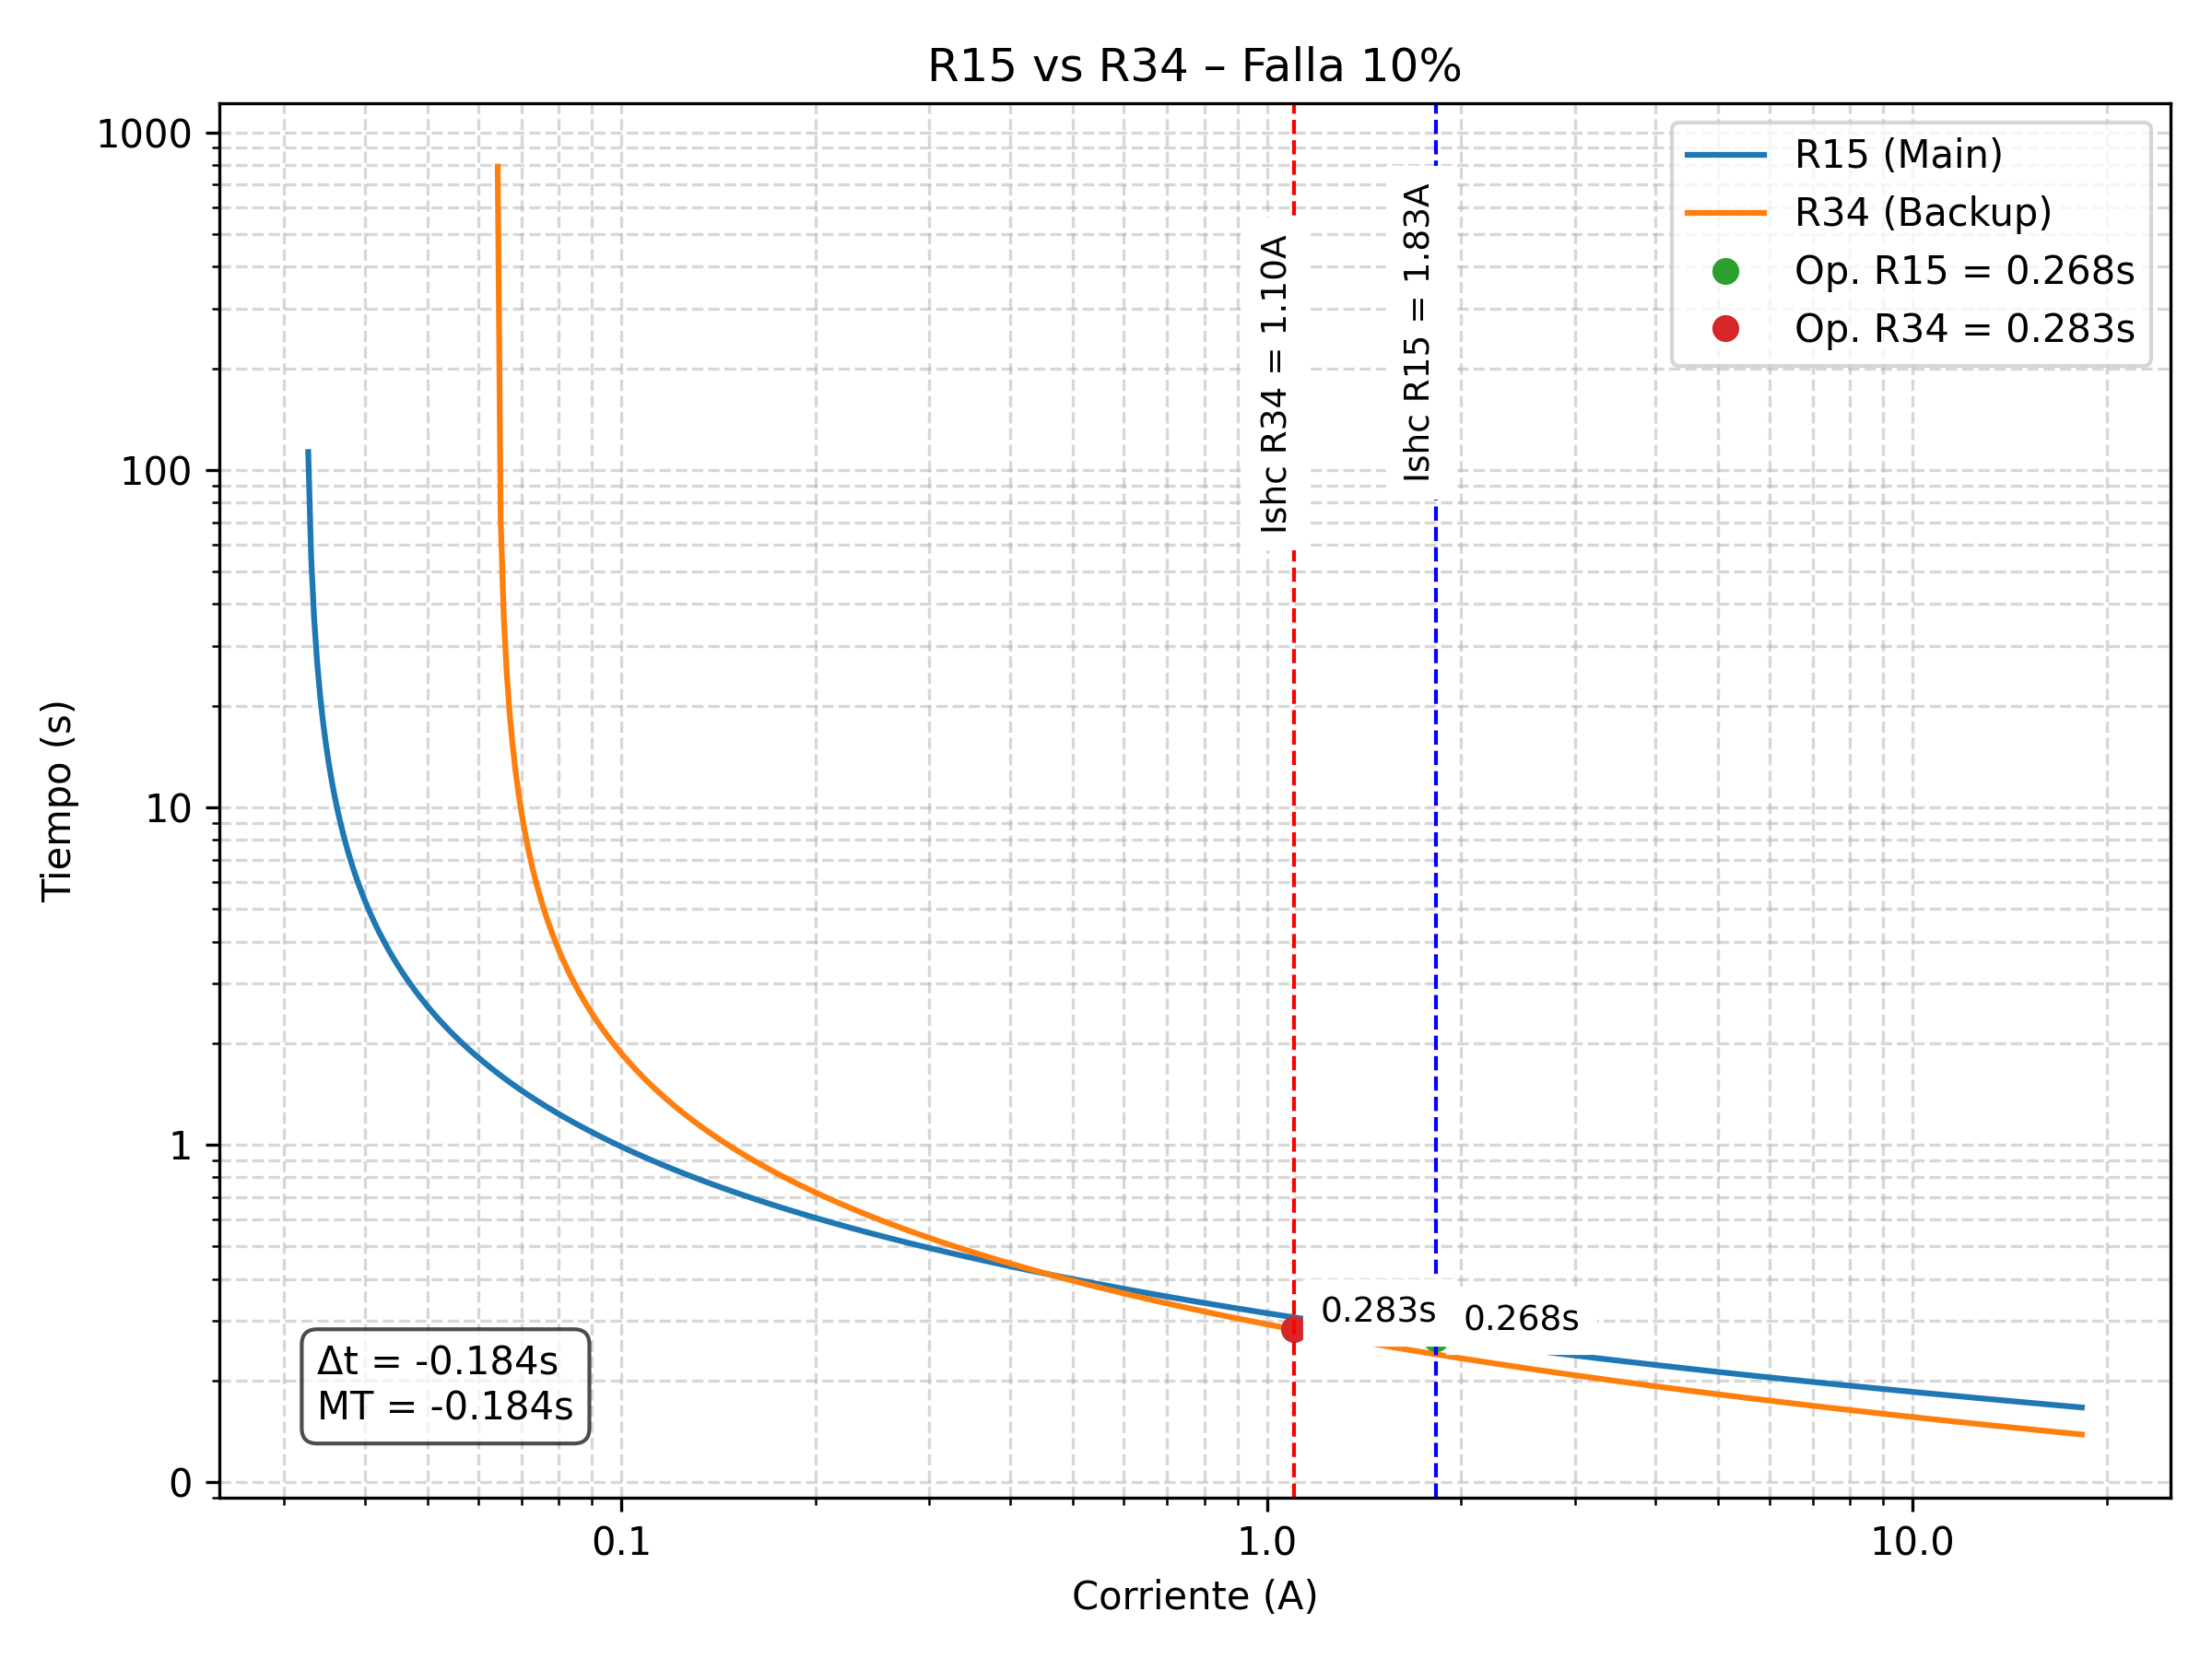 R15 vs R34 – Falla 10%
1000
100
10
1
0
Tiempo (s)
0.1
1.0
10.0
Corriente (A)
Ishc R34 = 1.10A
Ishc R15 = 1.83A
R15 (Main)
R34 (Backup)
Op. R15 = 0.268s
Op. R34 = 0.283s
0.283s
0.268s
Δt = -0.184s
MT = -0.184s